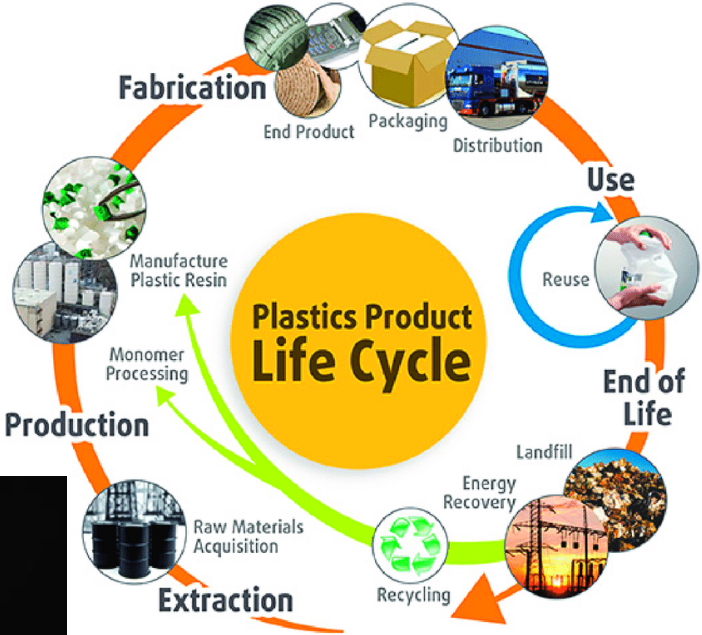 Fabrication
End Product
Packaging
Distribution
Use
Reuse
Manufacture
Plastic Resin
Plastics Product
Life Cycle
Monomer
Processing
End of
Life
Production
Landfill
Energy
Recovery
Raw Materials
Acquisition
Recycling
Extraction